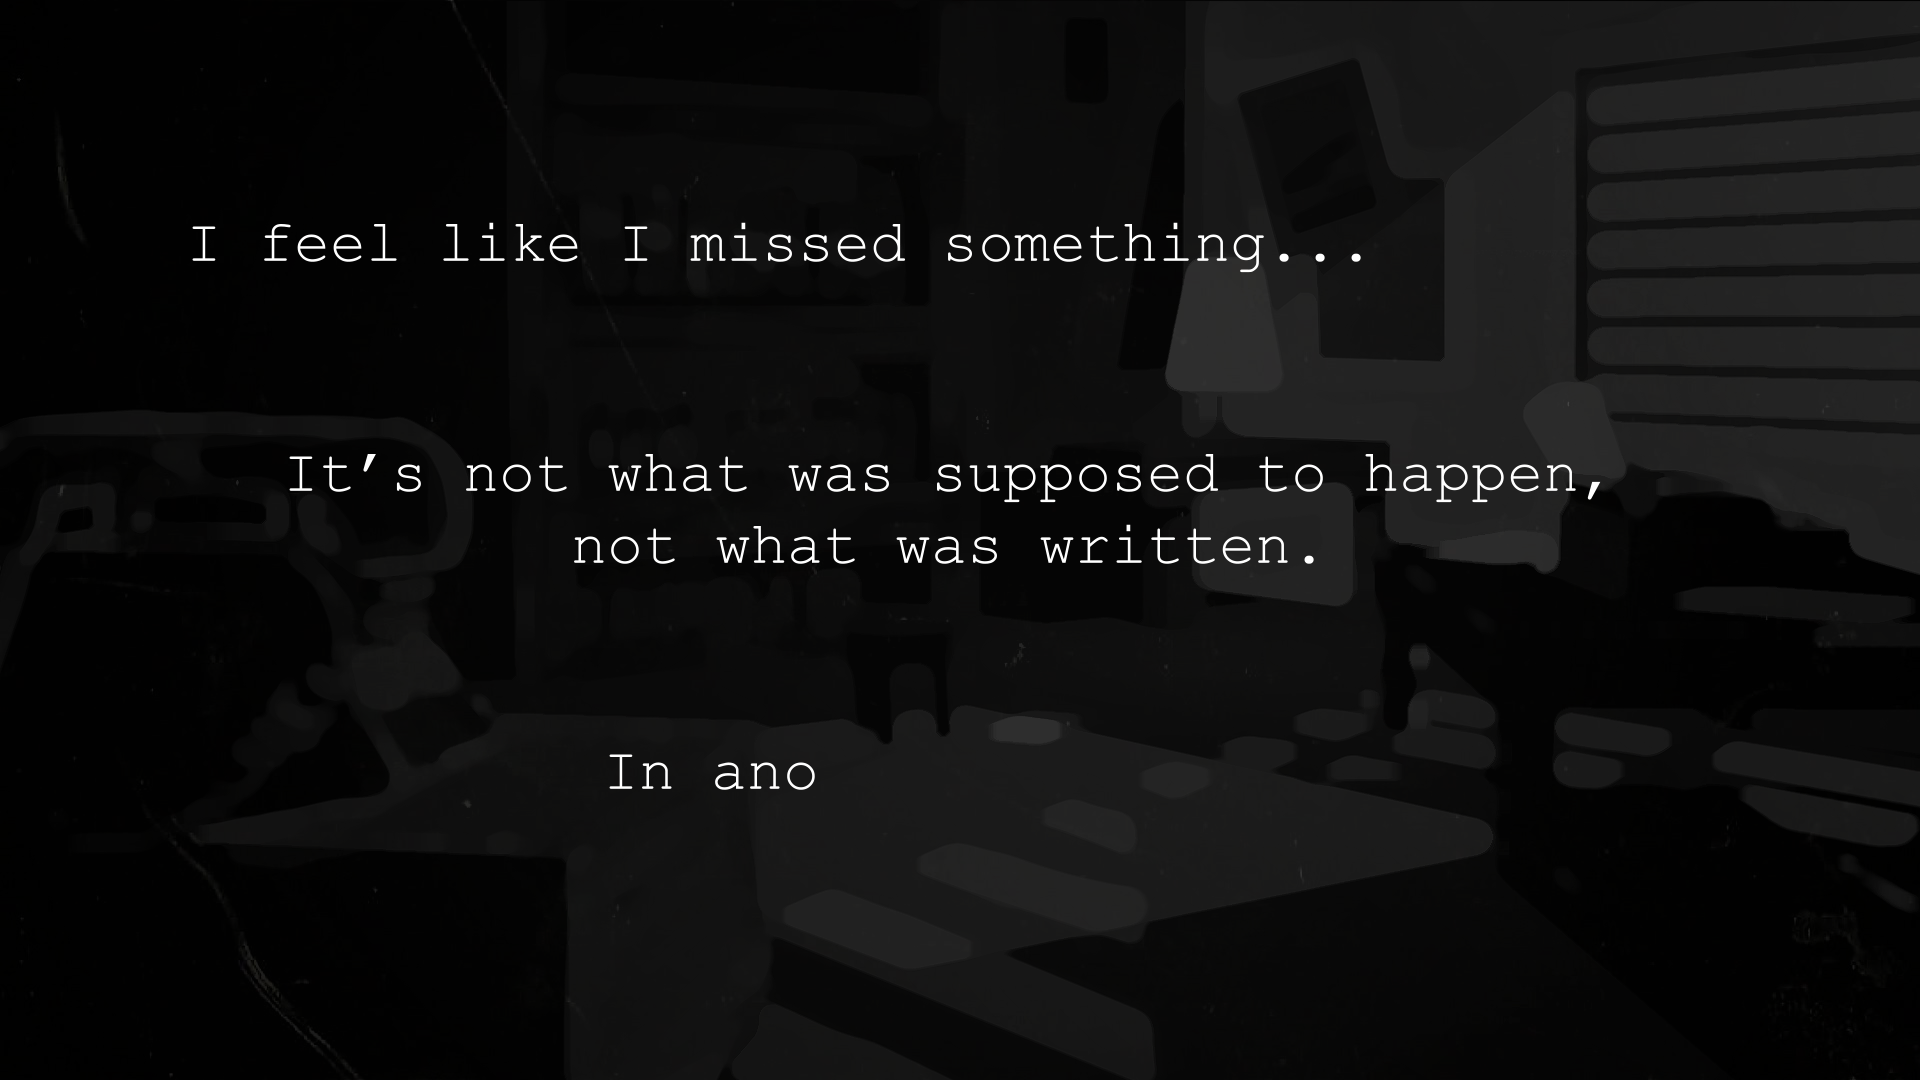 I feel like I missed something...
It’s not what was supposed to happen,
not what was written.
In ano